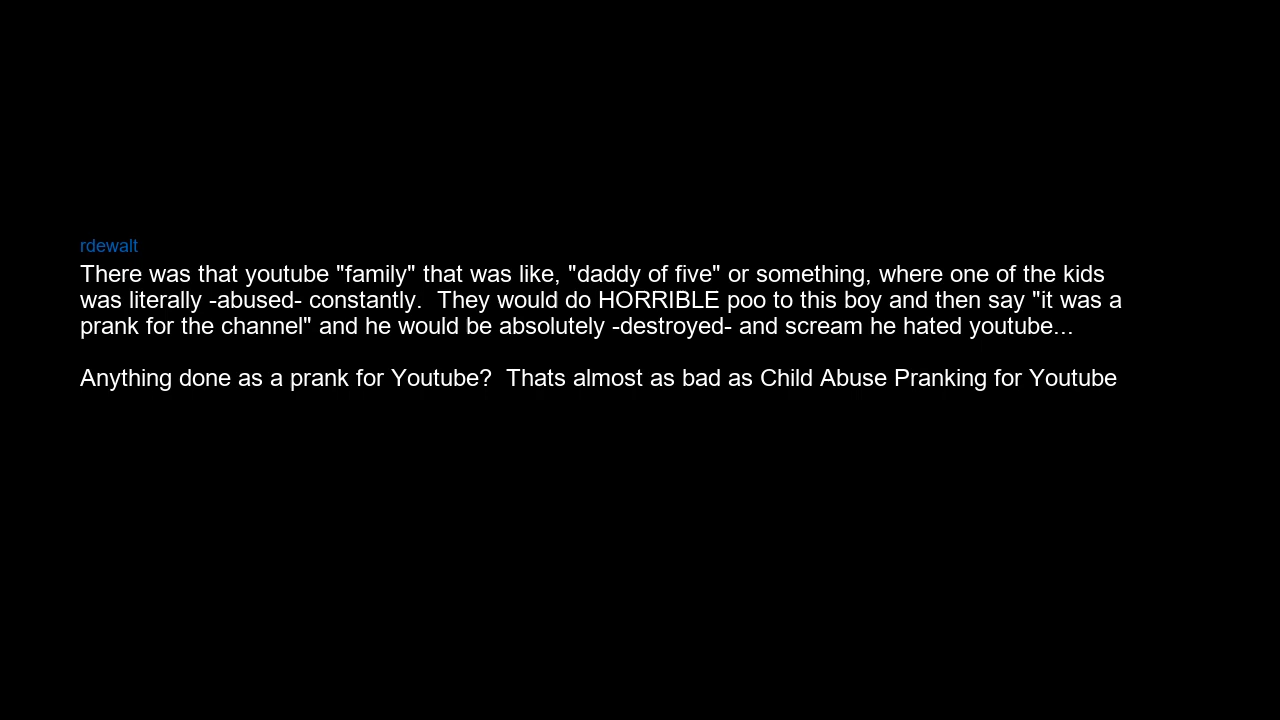 rdewalt
There was that youtube "family" that was like, "daddy of five" or something, where one of the kids
was literally -abused- constantly.  They would do HORRIBLE poo to this boy and then say "it was a
prank for the channel" and he would be absolutely -destroyed- and scream he hated youtube...
Anything done as a prank for Youtube?  Thats almost as bad as Child Abuse Pranking for Youtube